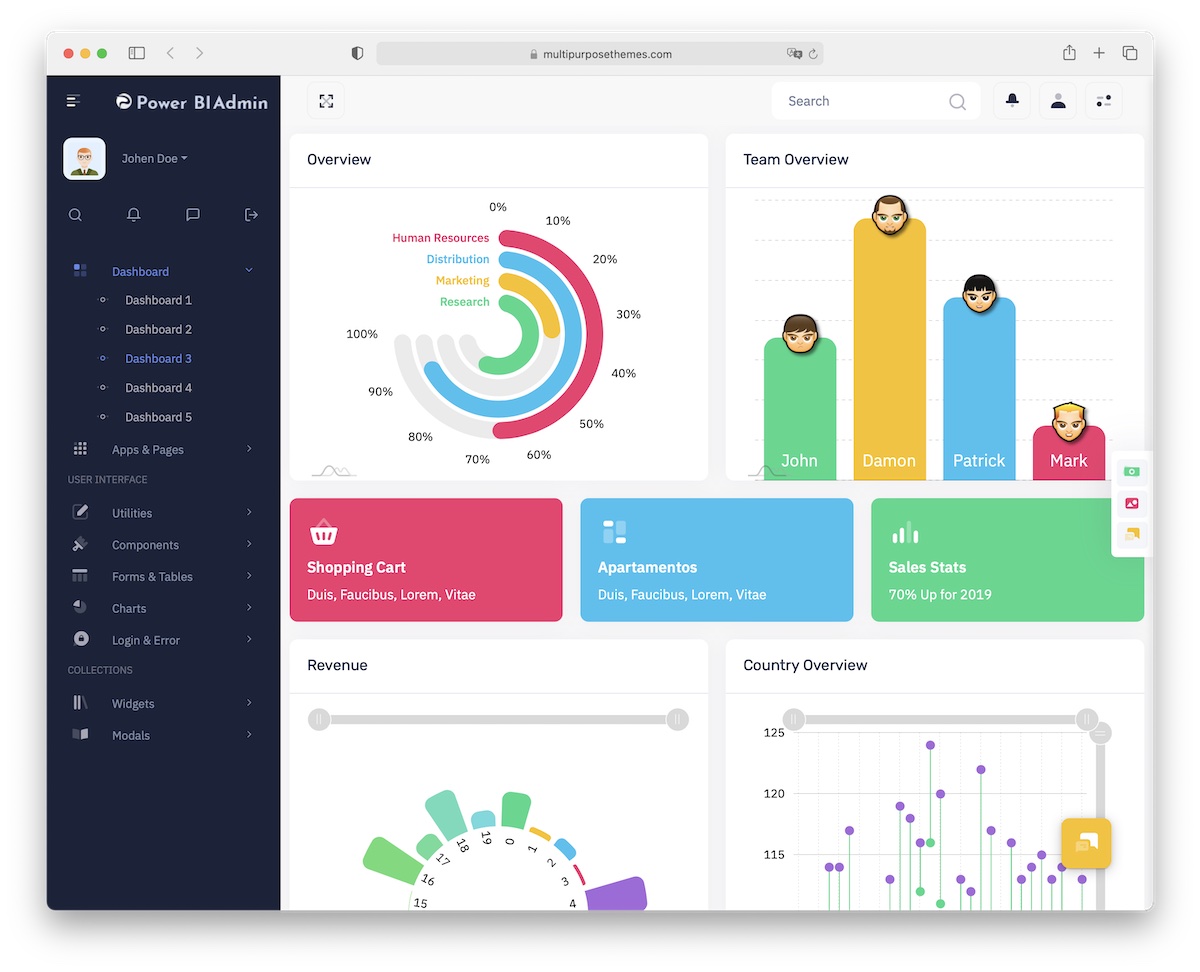 multipurposethemes.com
Power BI Admin
Johen Doe
Dashboard
Dashboard 1
Dashboard 2
Dashboard 3
Dashboard 4
Dashboard 5
Apps & Pages
USER INTERFACE
Utilities
Components
Forms & Tables
Charts
Login & Error
COLLECTIONS
Widgets
Modals
Search
Overview
0%
10%
20%
30%
40%
50%
60%
70%
80%
90%
100%
Human Resources
Distribution
Marketing
Research
Team Overview
John
Damon
Patrick
Mark
Shopping Cart
Duis, Faucibus, Lorem, Vitae
Apartamentos
Duis, Faucibus, Lorem, Vitae
Sales Stats
70% Up for 2019
Revenue
15
16
17
18
19
0
1
2
3
4
Country Overview
125
120
115